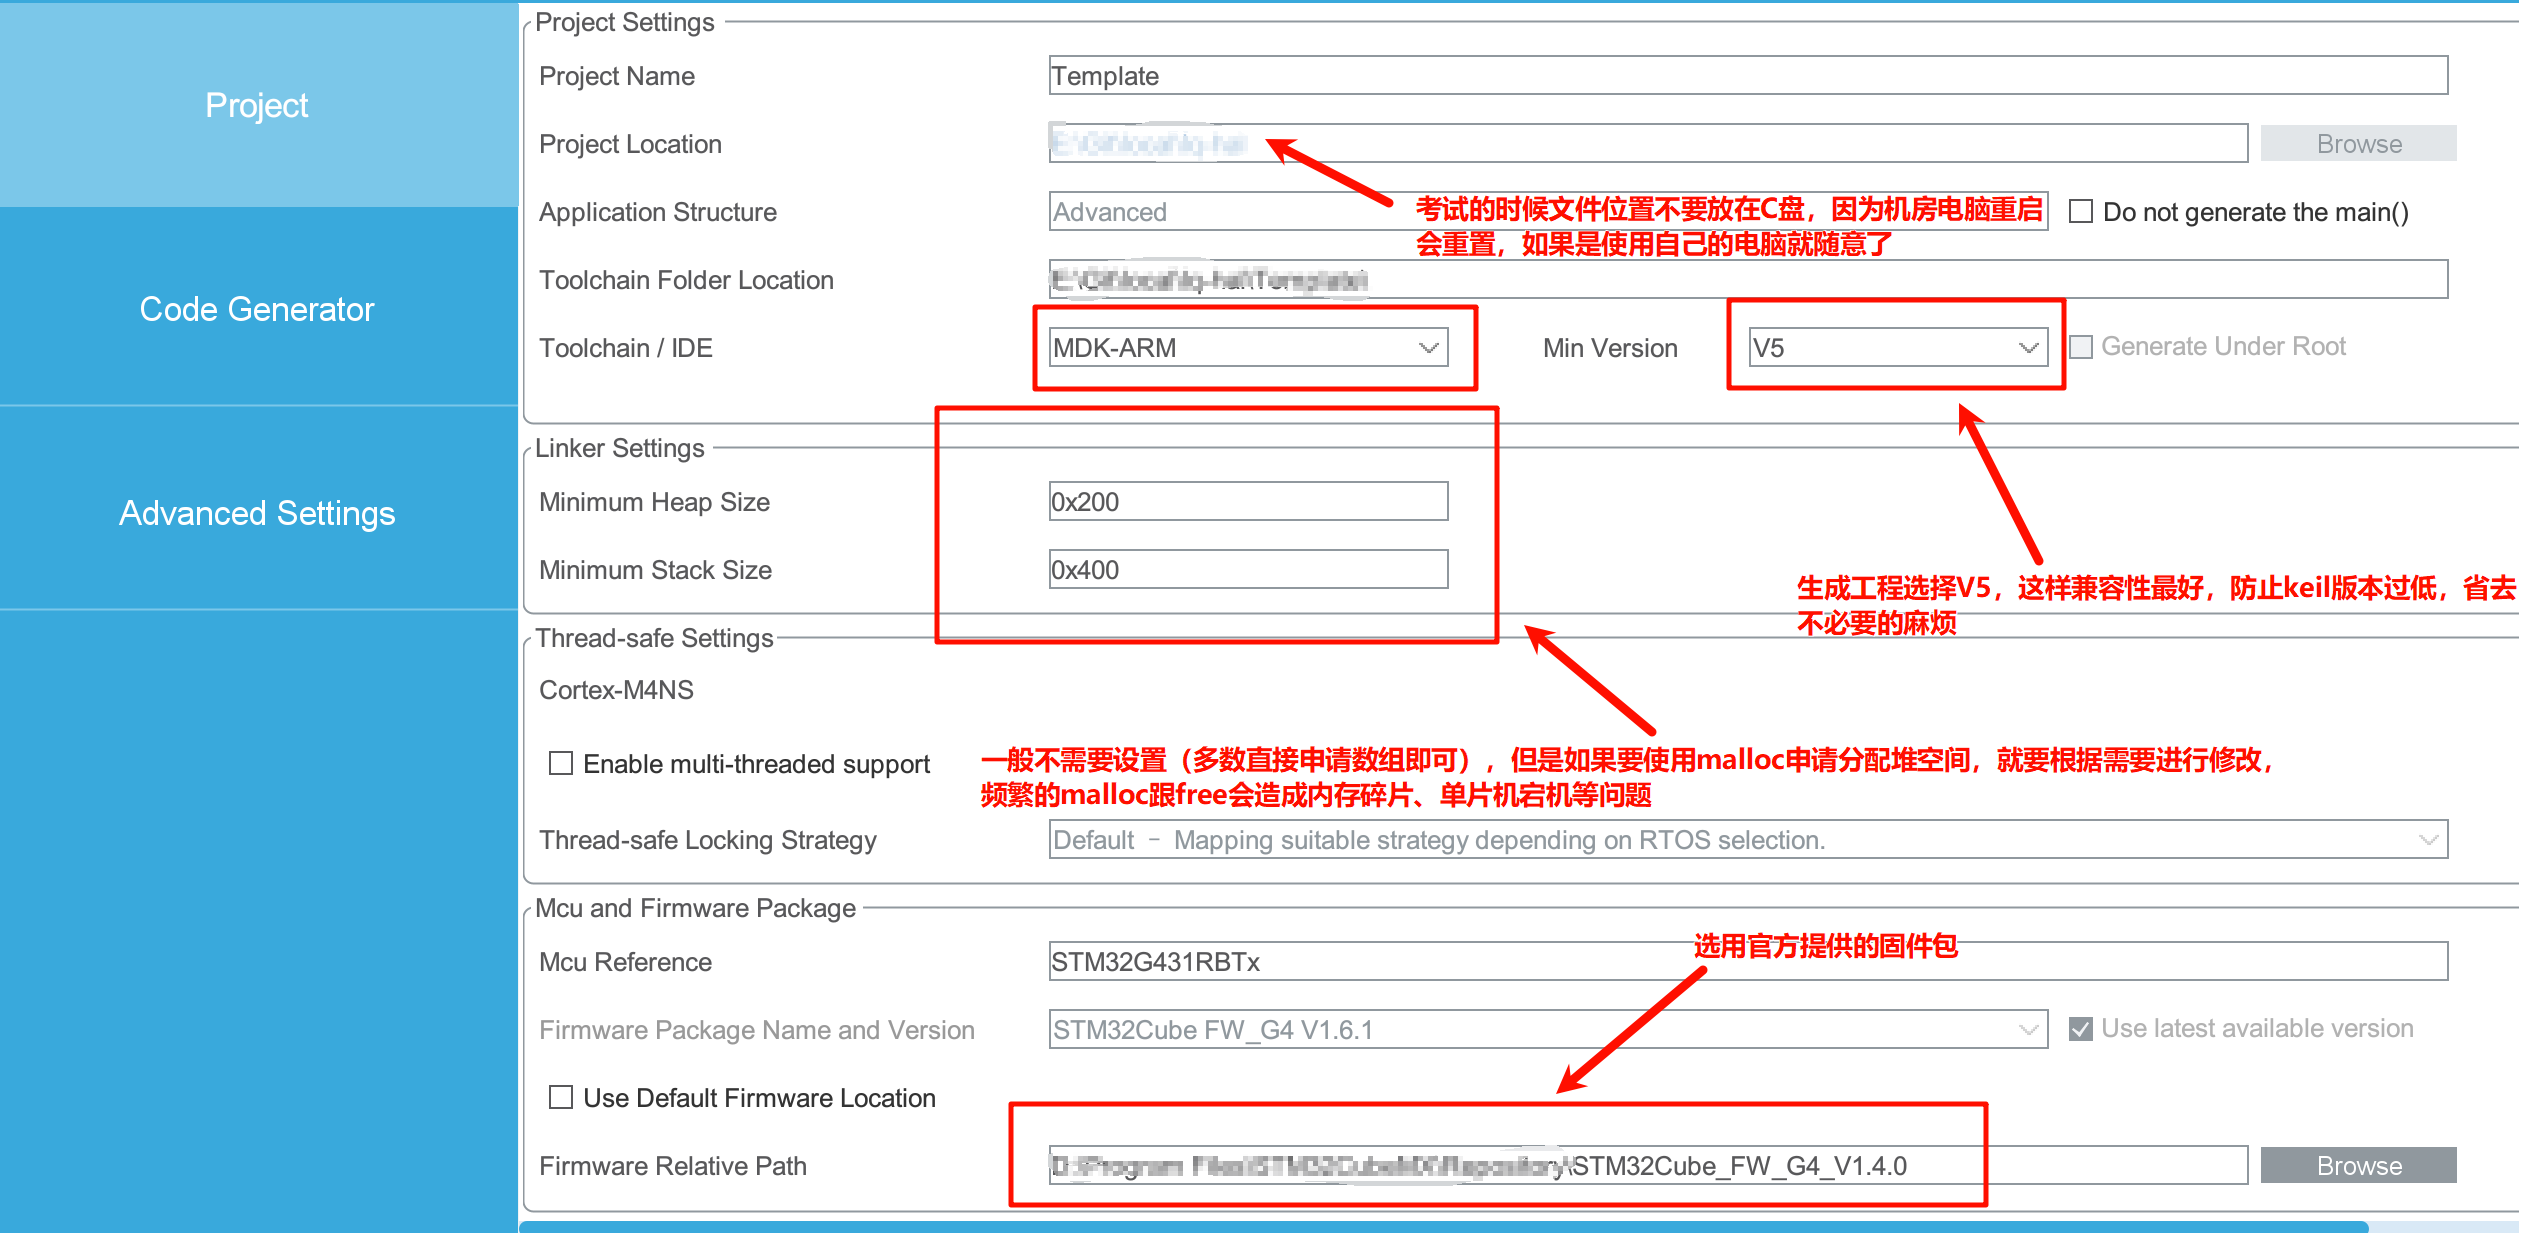 Project
Code Generator
Advanced Settings
Project Settings
Project Name
Template
Project Location
Browse
Application Structure
Advanced
考试的时候文件位置不要放在C盘，因为机房电脑重启
会重置，如果是使用自己的电脑就随意了
Do not generate the main()
Toolchain Folder Location
Toolchain / IDE
MDK-ARM
Min Version
V5
Generate Under Root
Linker Settings
Minimum Heap Size
0x200
Minimum Stack Size
0x400
生成工程选择V5，这样兼容性最好，防止keil版本过低，省去
不必要的麻烦
Thread-safe Settings
Cortex-M4NS
Enable multi-threaded support
一般不需要设置（多数直接申请数组即可），但是如果要使用malloc申请分配堆空间，就要根据需要进行修改，
频繁的malloc跟free会造成内存碎片、单片机宕机等问题
Thread-safe Locking Strategy
Default － Mapping suitable strategy depending on RTOS selection.
Mcu and Firmware Package
选用官方提供的固件包
Mcu Reference
STM32G431RBTx
Firmware Package Name and Version
STM32Cube FW_G4 V1.6.1
Use latest available version
Use Default Firmware Location
Firmware Relative Path
\STM32Cube_FW_G4_V1.4.0
Browse